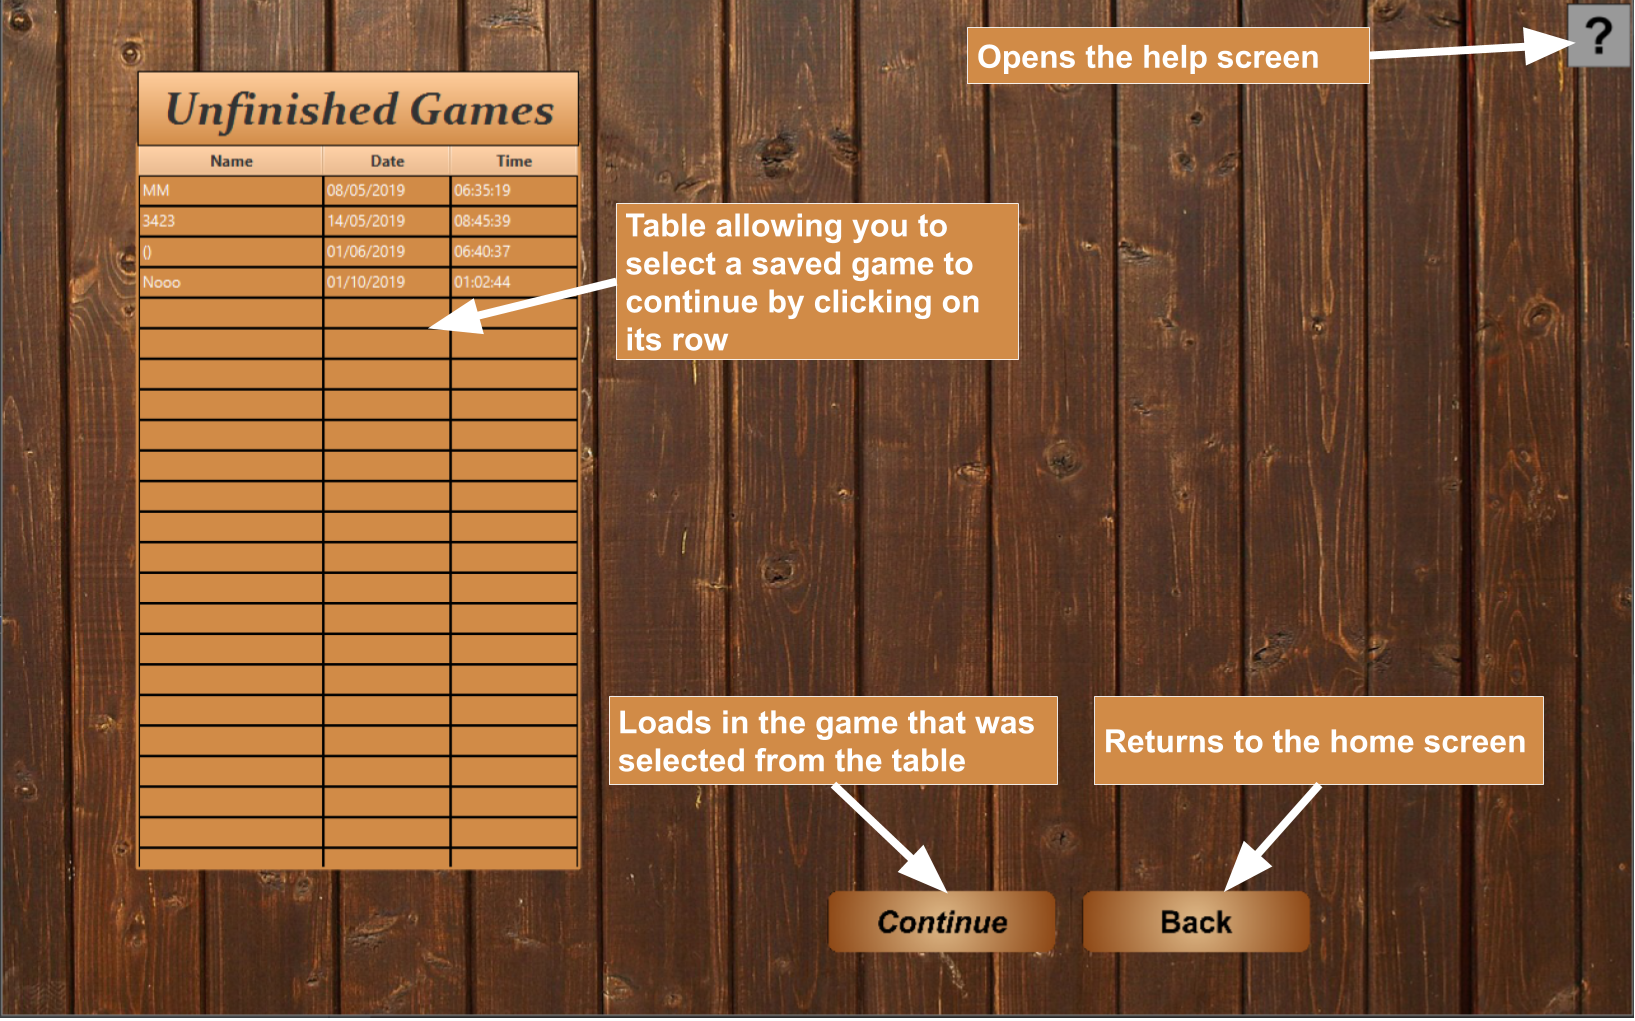 Opens the help screen
?
Unfinished Games
Name Date Time
MM 08/05/2019 06:35:19
3423 14/05/2019 08:45:39
() 01/06/2019 06:40:37
Nooo 01/10/2019 01:02:44
Table allowing you to
select a saved game to
continue by clicking on
its row
Loads in the game that was
selected from the table
Returns to the home screen
Continue
Back